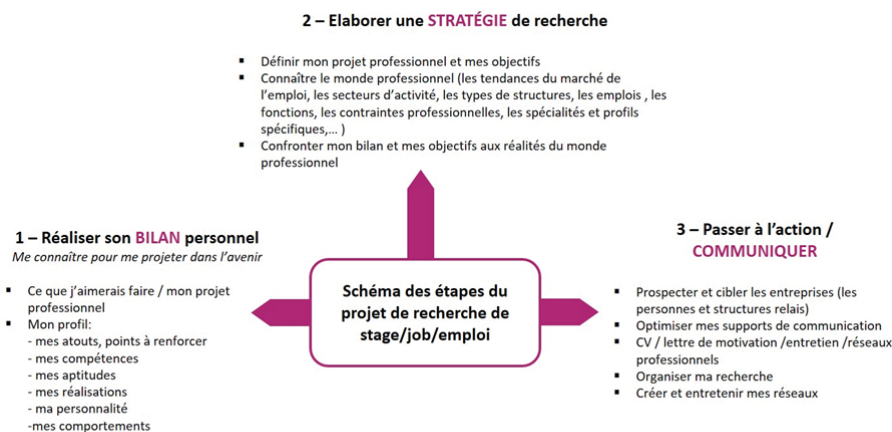 2 – Elaborer une STRATÉGIE de recherche
▪ Définir mon projet professionnel et mes objectifs
▪ Connaître le monde professionnel (les tendances du marché de
l'emploi, les secteurs d'activité, les types de structures, les emplois , les
fonctions, les contraintes professionnelles, les spécialités et profils
spécifiques,… )
▪ Confronter mon bilan et mes objectifs aux réalités du monde
professionnel
1 – Réaliser son BILAN personnel
Me connaître pour me projeter dans l'avenir
▪ Ce que j'aimerais faire / mon projet
professionnel
▪ Mon profil:
- mes atouts, points à renforcer
- mes compétences
- mes aptitudes
- mes réalisations
- ma personnalité
-mes comportements
Schéma des étapes du
projet de recherche de
stage/job/emploi
3 – Passer à l'action /
COMMUNIQUER
▪ Prospecter et cibler les entreprises (les
personnes et structures relais)
▪ Optimiser mes supports de communication
▪ CV / lettre de motivation /entretien /réseaux
professionnels
▪ Organiser ma recherche
▪ Créer et entretenir mes réseaux